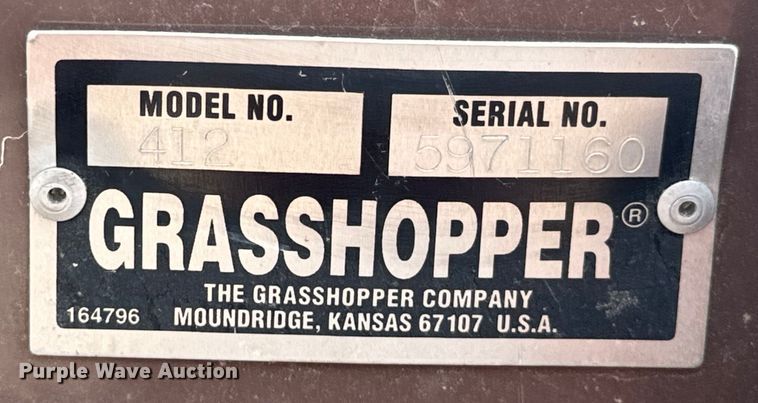 MODEL NO. SERIAL NO.
412 5971160
GRASSHOPPER®
THE GRASSHOPPER COMPANY
164796 MOUNDRIDGE, KANSAS 67107 U.S.A.
Purple Wave Auction